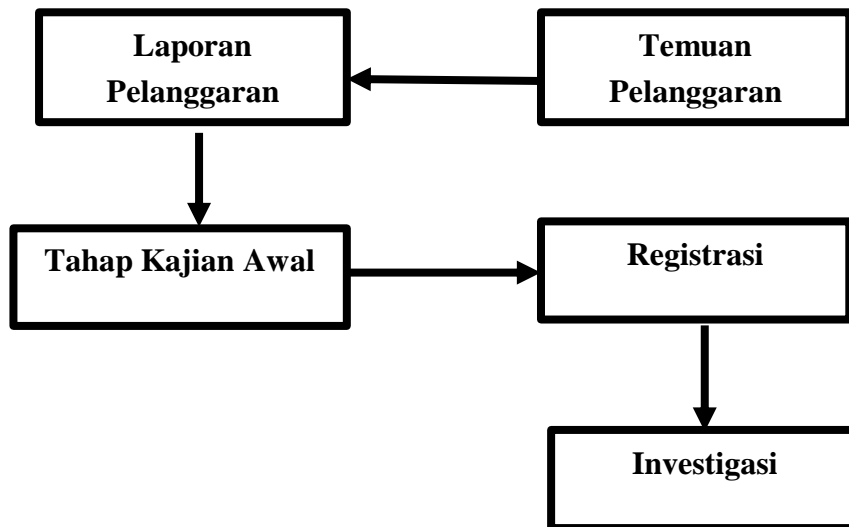 Laporan
Pelanggaran
Temuan
Pelanggaran
Tahap Kajian Awal
Registrasi
Investigasi